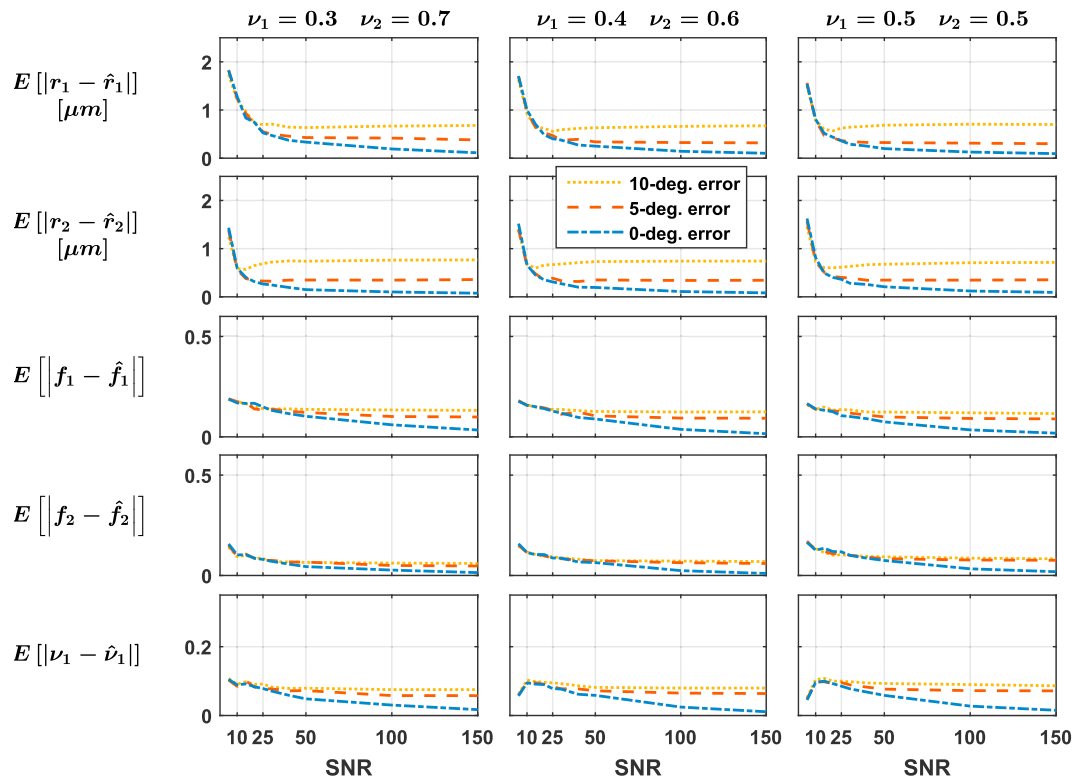 ν₁ = 0.3 ν₂ = 0.7
ν₁ = 0.4 ν₂ = 0.6
ν₁ = 0.5 ν₂ = 0.5
E [|r₁ − r̂₁|]
[μm]
2
1
0
E [|r₂ − r̂₂|]
[μm]
2
1
0
10-deg. error
5-deg. error
0-deg. error
E [|f₁ − f̂₁|]
0.5
0
E [|f₂ − f̂₂|]
0.5
0
E [|ν₁ − ν̂₁|]
0.2
0
10 25 50 100 150
10 25 50 100 150
10 25 50 100 150
SNR
SNR
SNR